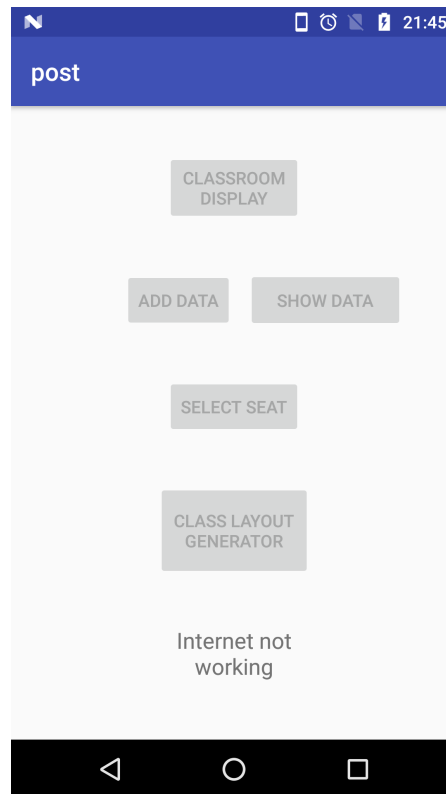 21:45
post
CLASSROOM
DISPLAY
ADD DATA
SHOW DATA
SELECT SEAT
CLASS LAYOUT
GENERATOR
Internet not
working